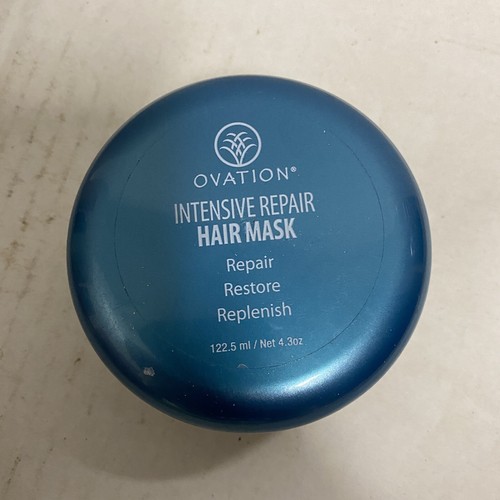 OVATION®
INTENSIVE REPAIR
HAIR MASK
Repair
Restore
Replenish
122.5 ml / Net 4.3oz